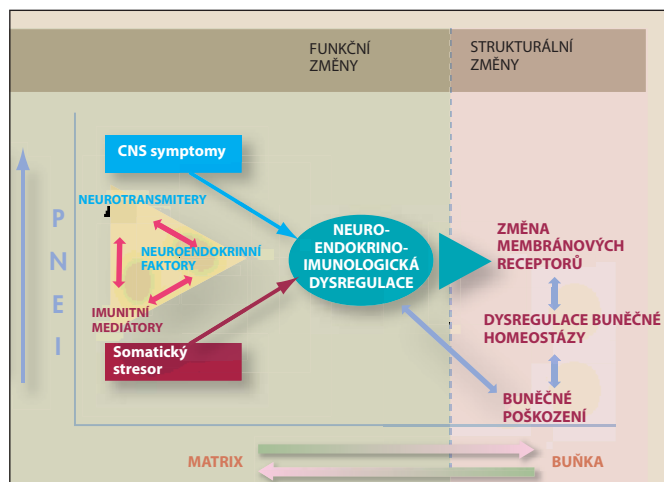 FUNKČNÍ
ZMĚNY
STRUKTURÁLNÍ
ZMĚNY
P
N
E
I
CNS symptomy
NEUROTRANSMITERY
NEUROENDOKRINNÍ
FAKTORY
IMUNITNÍ
MEDIÁTORY
Somatický
stresor
NEURO-
ENDOKRINO-
IMUNOLOGICKÁ
DYSREGULACE
ZMĚNA
MEMBRÁNOVÝCH
RECEPTORŮ
DYSREGULACE BUNĚČNÉ
HOMEOSTÁZY
BUNĚČNÉ
POŠKOZENÍ
MATRIX
BUŇKA